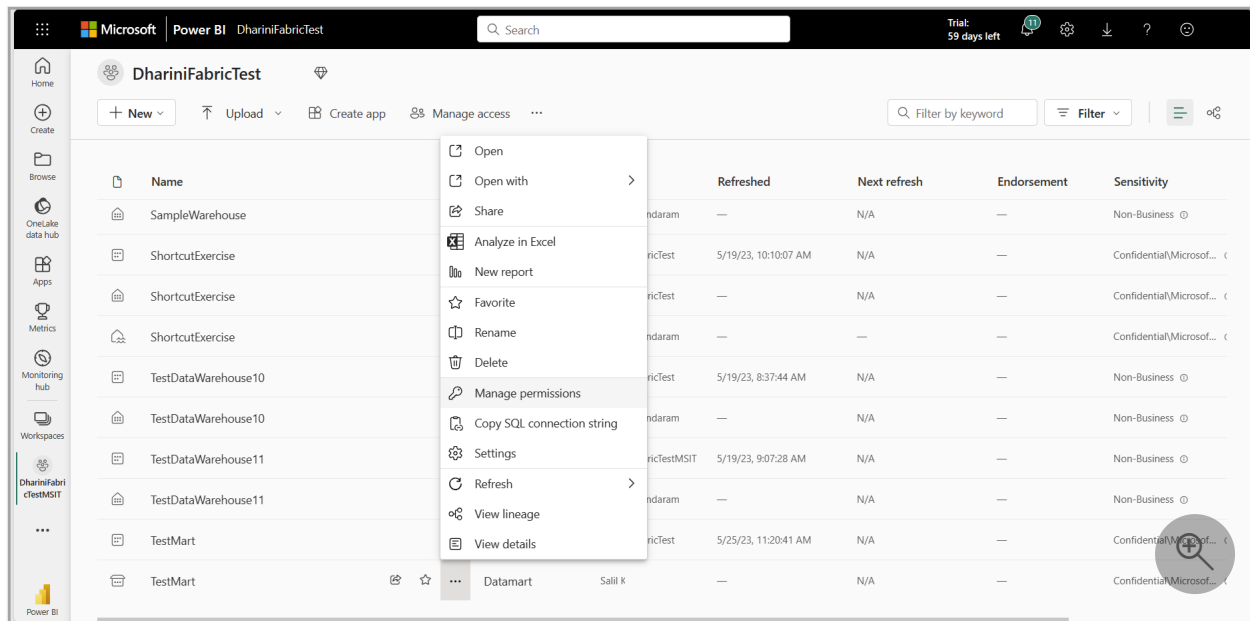 Microsoft Power BI DhariniFabricTest Search Trial: 11
59 days left
Home
Create
Browse
OneLake
data hub
Apps
Metrics
Monitoring
hub
Workspaces
DhariniFabri
cTestMSIT
Power BI
DhariniFabricTest
New Upload Create app Manage access Filter by keyword Filter
Name Refreshed Next refresh Endorsement Sensitivity
SampleWarehouse ndaram — N/A — Non-Business
ShortcutExercise ricTest 5/19/23, 10:10:07 AM N/A — Confidential\Microsof...
ShortcutExercise ricTest — N/A — Confidential\Microsof...
ShortcutExercise ndaram — — — Confidential\Microsof...
TestDataWarehouse10 ricTest 5/19/23, 8:37:44 AM N/A — Non-Business
TestDataWarehouse10 ndaram — N/A — Non-Business
TestDataWarehouse11 ricTestMSIT 5/19/23, 9:07:28 AM N/A — Non-Business
TestDataWarehouse11 ndaram — N/A — Non-Business
TestMart ricTest 5/25/23, 11:20:41 AM N/A — Confidential\Microsof...
TestMart ... Datamart Salil K — N/A — Confidential\Microsof...
Open
Open with
Share
Analyze in Excel
New report
Favorite
Rename
Delete
Manage permissions
Copy SQL connection string
Settings
Refresh
View lineage
View details